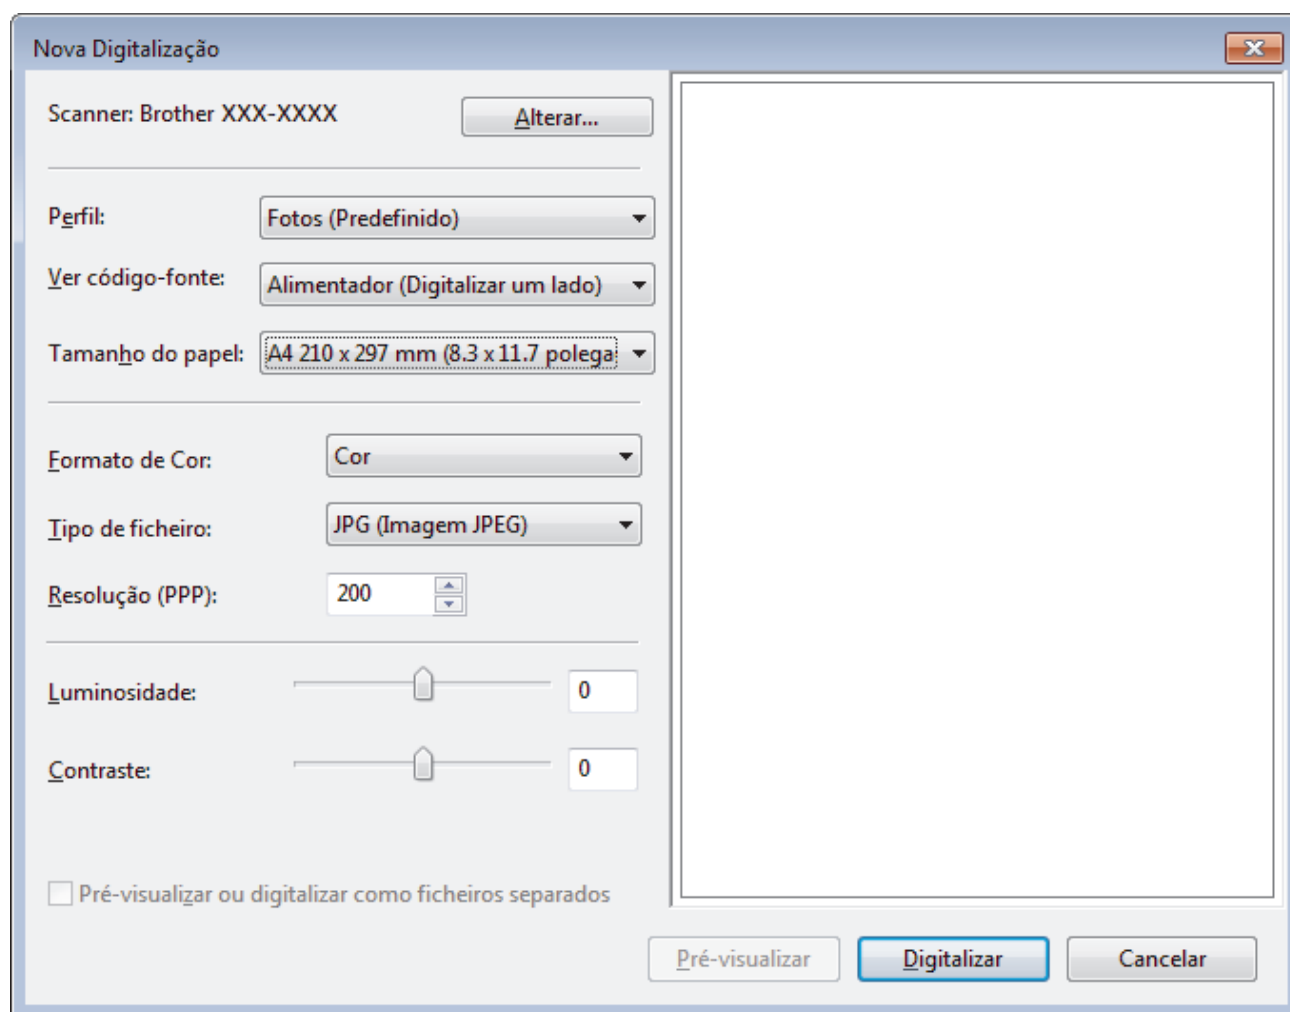 Nova Digitalização
Scanner: Brother XXX-XXXX
Alterar...
Perfil: Fotos (Predefinido)
Ver código-fonte: Alimentador (Digitalizar um lado)
Tamanho do papel: A4 210 x 297 mm (8.3 x 11.7 polega
Formato de Cor: Cor
Tipo de ficheiro: JPG (Imagem JPEG)
Resolução (PPP): 200
Luminosidade: 0
Contraste: 0
Pré-visualizar ou digitalizar como ficheiros separados
Pré-visualizar Digitalizar Cancelar